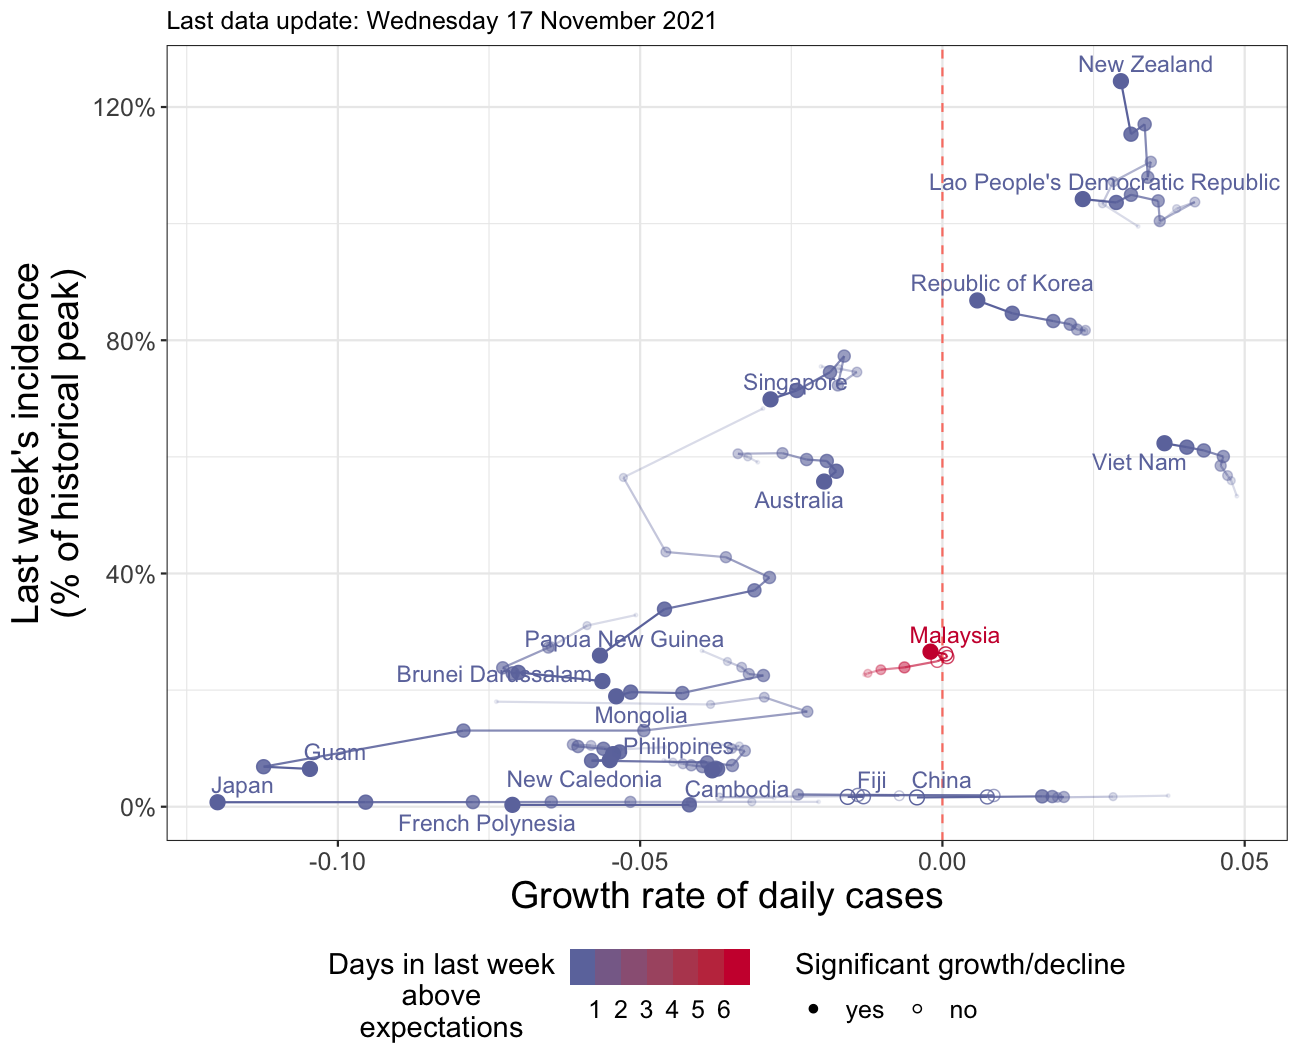 Last data update: Wednesday 17 November 2021
New Zealand
120%
Lao People's Democratic Republic
Republic of Korea
80%
Singapore
Viet Nam
Australia
Last week's incidence
(% of historical peak)
40%
Malaysia
Papua New Guinea
Brunei Darussalam
Mongolia
Philippines
Guam
New Caledonia
Japan
Cambodia
Fiji
China
0%
French Polynesia
-0.10
-0.05
0.00
0.05
Growth rate of daily cases
Days in last week
above
expectations
1 2 3 4 5 6
Significant growth/decline
yes
no